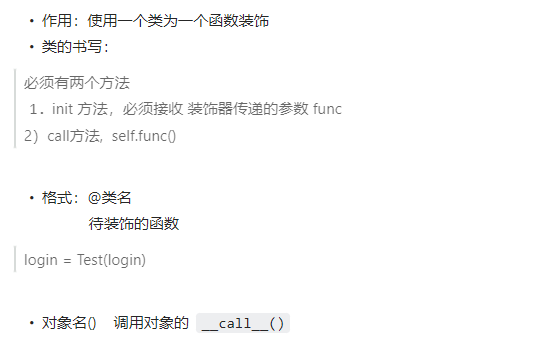 • 作用：使用一个类为一个函数装饰
• 类的书写：
必须有两个方法
1．init 方法，必须接收 装饰器传递的参数 func
2）call方法，self.func()
• 格式：@类名
待装饰的函数
login = Test(login)
• 对象名() 调用对象的 __call__()